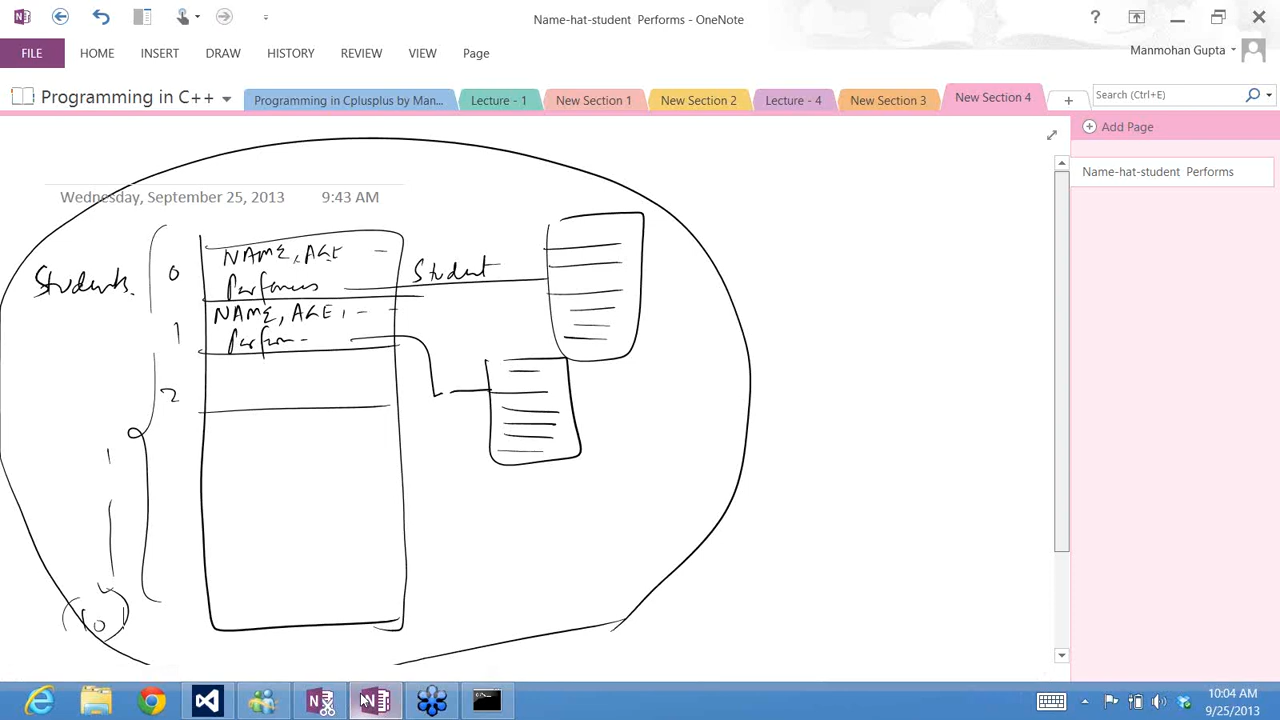 Name-hat-student Performs - OneNote
?
FILE HOME INSERT DRAW HISTORY REVIEW VIEW Page
Manmohan Gupta
Programming in C++
Programming in Cplusplus by Man...
Lecture - 1
New Section 1
New Section 2
Lecture - 4
New Section 3
New Section 4
Search (Ctrl+E)
Add Page
Name-hat-student Performs
Wednesday, September 25, 2013 9:43 AM
Students.
0
NAME, AGE -
Student
1
NAME, AGE, - -
Perform-
2
10
10:04 AM
9/25/2013